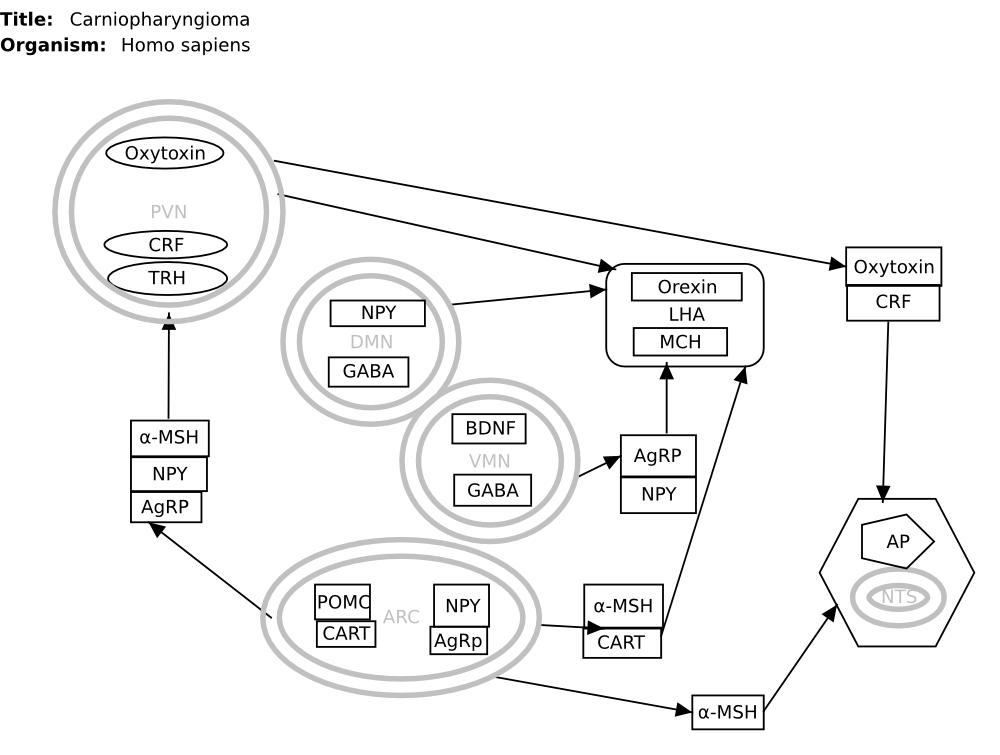 Title: Carniopharyngioma
Organism: Homo sapiens
Oxytoxin
PVN
CRF
TRH
Oxytoxin
CRF
Orexin
LHA
MCH
NPY
DMN
GABA
BDNF
VMN
GABA
α-MSH
NPY
AgRP
AgRP
NPY
AP
NTS
POMC
CART
ARC
NPY
AgRp
α-MSH
CART
α-MSH